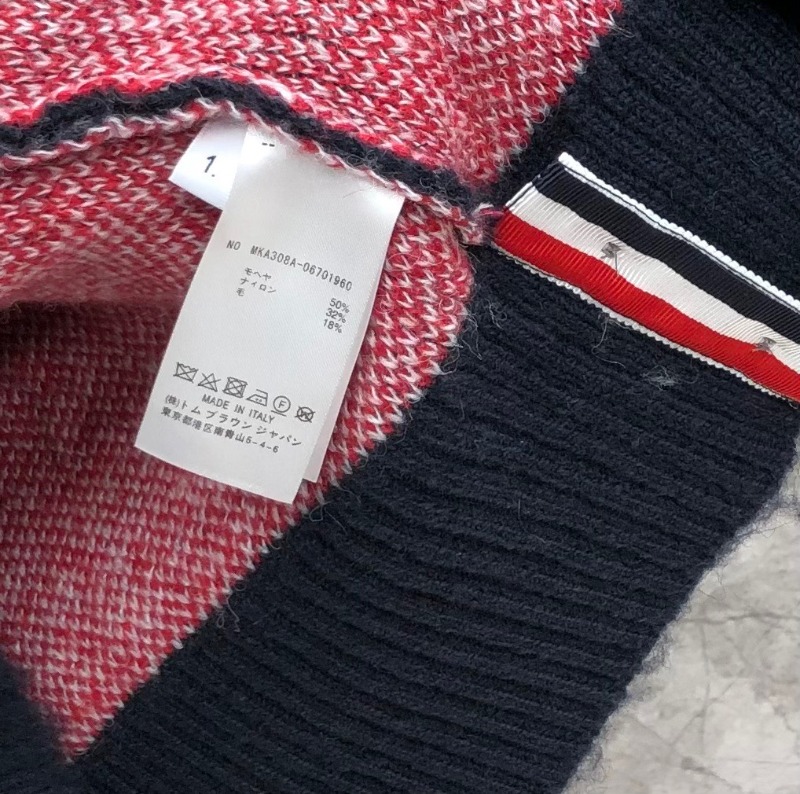 1.
NO MKA308A-06701960
モヘヤ 50%
ナイロン 32%
毛 18%
F
MADE IN ITALY
(株)トム ブラウン ジャパン
東京都港区南青山5-4-6